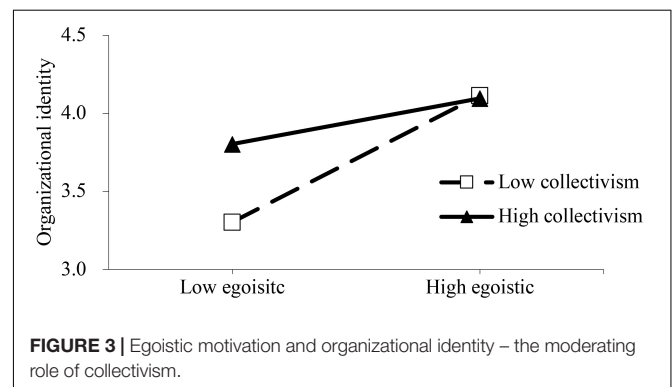 4.5
4.0
3.5
3.0
Organizational identity
Low collectivism
High collectivism
Low egoisitc High egoistic
FIGURE 3 | Egoistic motivation and organizational identity – the moderating
role of collectivism.